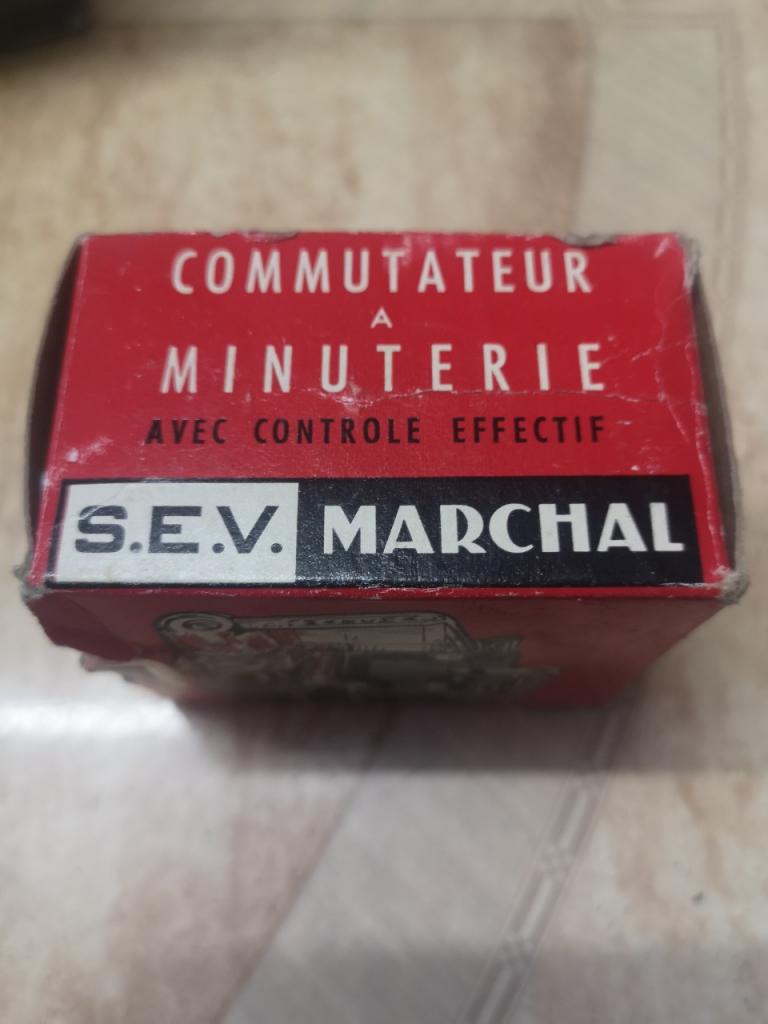 COMMUTATEUR
A
MINUTERIE
AVEC CONTROLE EFFECTIF
S.E.V. MARCHAL